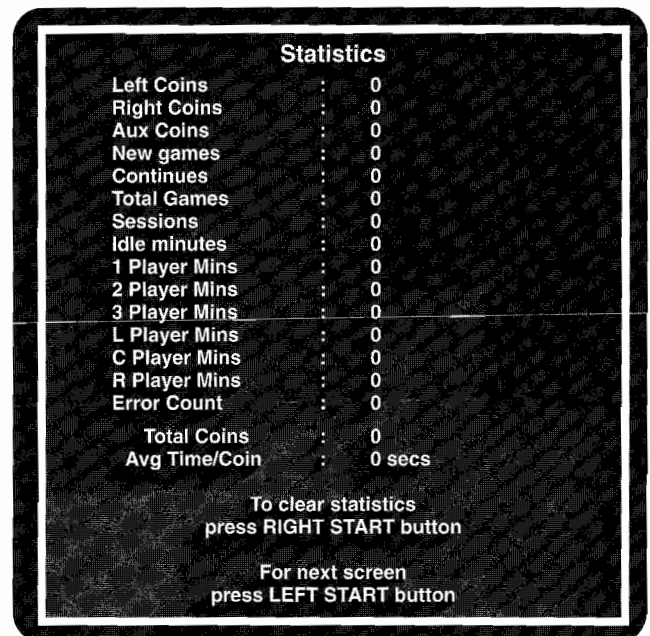 Statistics
Left Coins : 0
Right Coins : 0
Aux Coins : 0
New games : 0
Continues : 0
Total Games : 0
Sessions : 0
Idle minutes : 0
1 Player Mins : 0
2 Player Mins : 0
3 Player Mins : 0
L Player Mins : 0
C Player Mins : 0
R Player Mins : 0
Error Count : 0
Total Coins : 0
Avg Time/Coin : 0 secs
To clear statistics
press RIGHT START button
For next screen
press LEFT START button